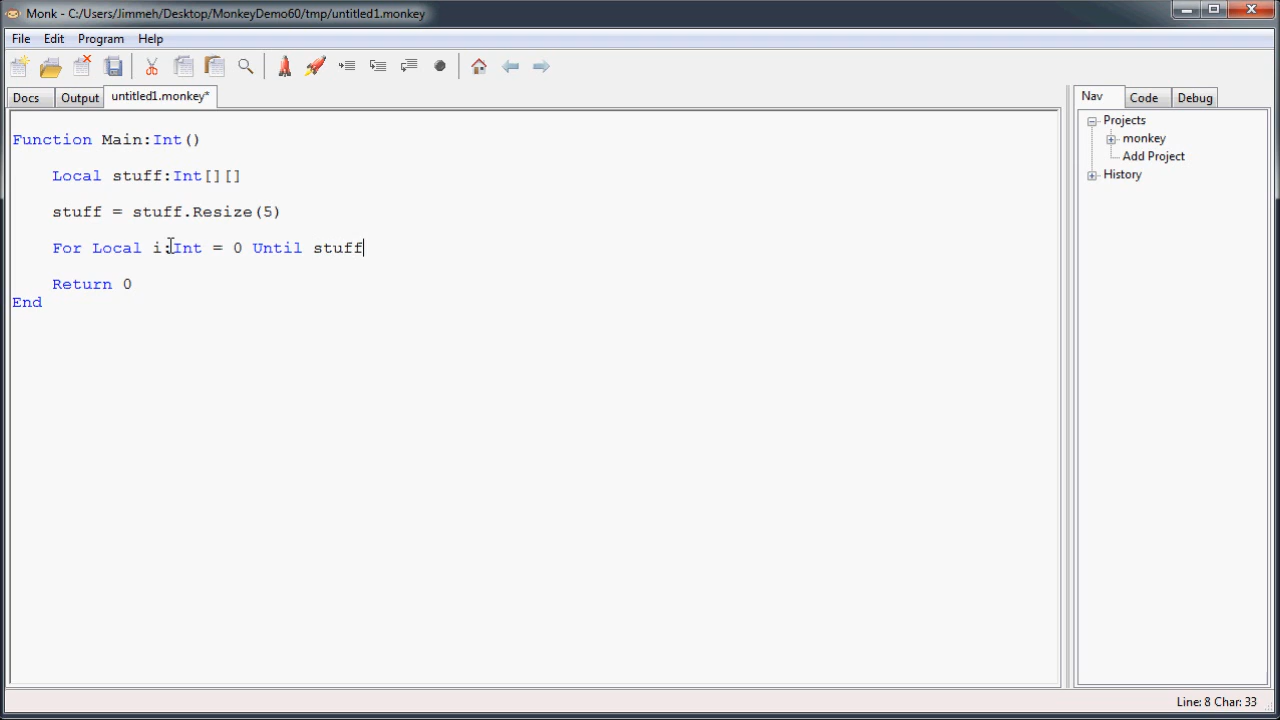 Monk - C:/Users/Jimmeh/Desktop/MonkeyDemo60/tmp/untitled1.monkey
File Edit Program Help
Docs Output untitled1.monkey*
Nav Code Debug
Function Main:Int()
Local stuff:Int[][]
stuff = stuff.Resize(5)
For Local i:Int = 0 Until stuff
Return 0
End
Projects
monkey
Add Project
History
Line: 8 Char: 33